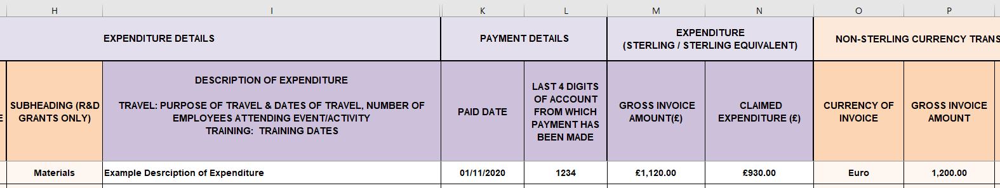 H I K L M N O P
EXPENDITURE DETAILS
PAYMENT DETAILS
EXPENDITURE
(STERLING / STERLING EQUIVALENT)
NON-STERLING CURRENCY TRANS
E
SUBHEADING (R&D
GRANTS ONLY)
DESCRIPTION OF EXPENDITURE
TRAVEL: PURPOSE OF TRAVEL & DATES OF TRAVEL, NUMBER OF
EMPLOYEES ATTENDING EVENT/ACTIVITY
TRAINING: TRAINING DATES
PAID DATE
LAST 4 DIGITS
OF ACCOUNT
FROM WHICH
PAYMENT HAS
BEEN MADE
GROSS INVOICE
AMOUNT(£)
CLAIMED
EXPENDITURE (£)
CURRENCY OF
INVOICE
GROSS INVOICE
AMOUNT
Materials Example Desrciption of Expenditure 01/11/2020 1234 £1,120.00 £930.00 Euro 1,200.00